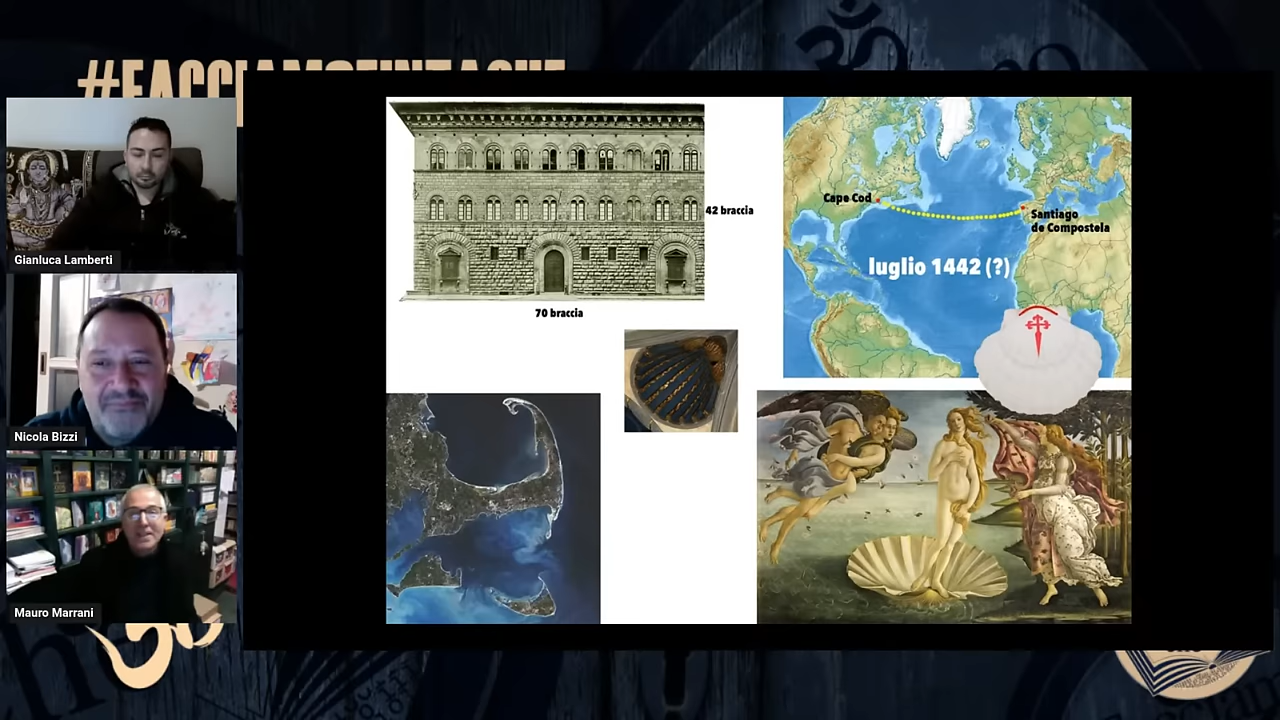 Gianluca Lamberti
Nicola Bizzi
Mauro Marrani
42 braccia
70 braccia
Cape Cod
Santiago
de Compostela
luglio 1442 (?)